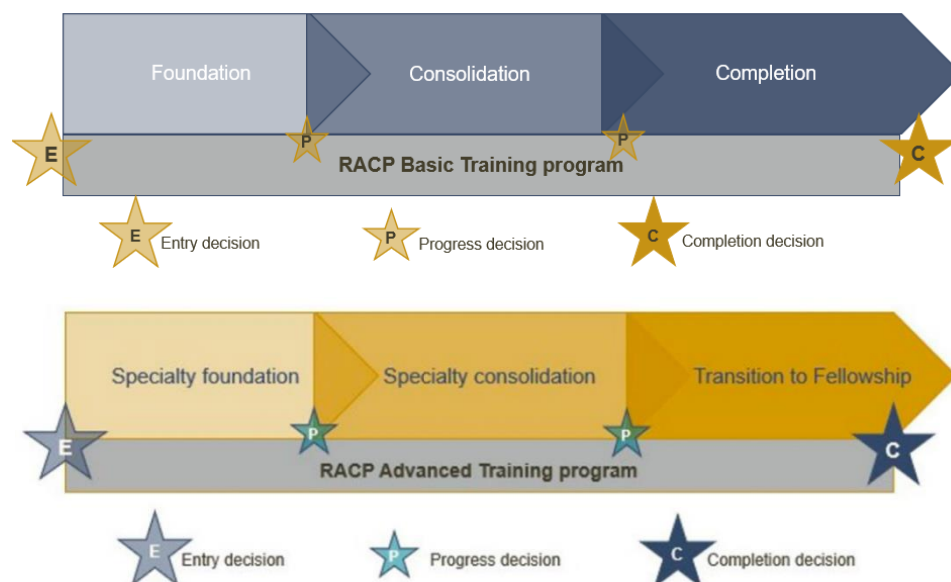 Foundation Consolidation Completion
E P P C
RACP Basic Training program
E Entry decision P Progress decision C Completion decision
Specialty foundation Specialty consolidation Transition to Fellowship
E P P C
RACP Advanced Training program
E Entry decision P Progress decision C Completion decision